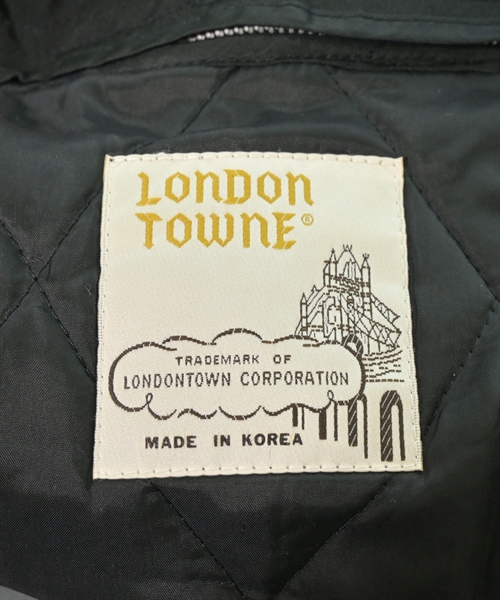 LONDON
TOWNE®
TRADEMARK OF
LONDONTOWN CORPORATION
MADE IN KOREA